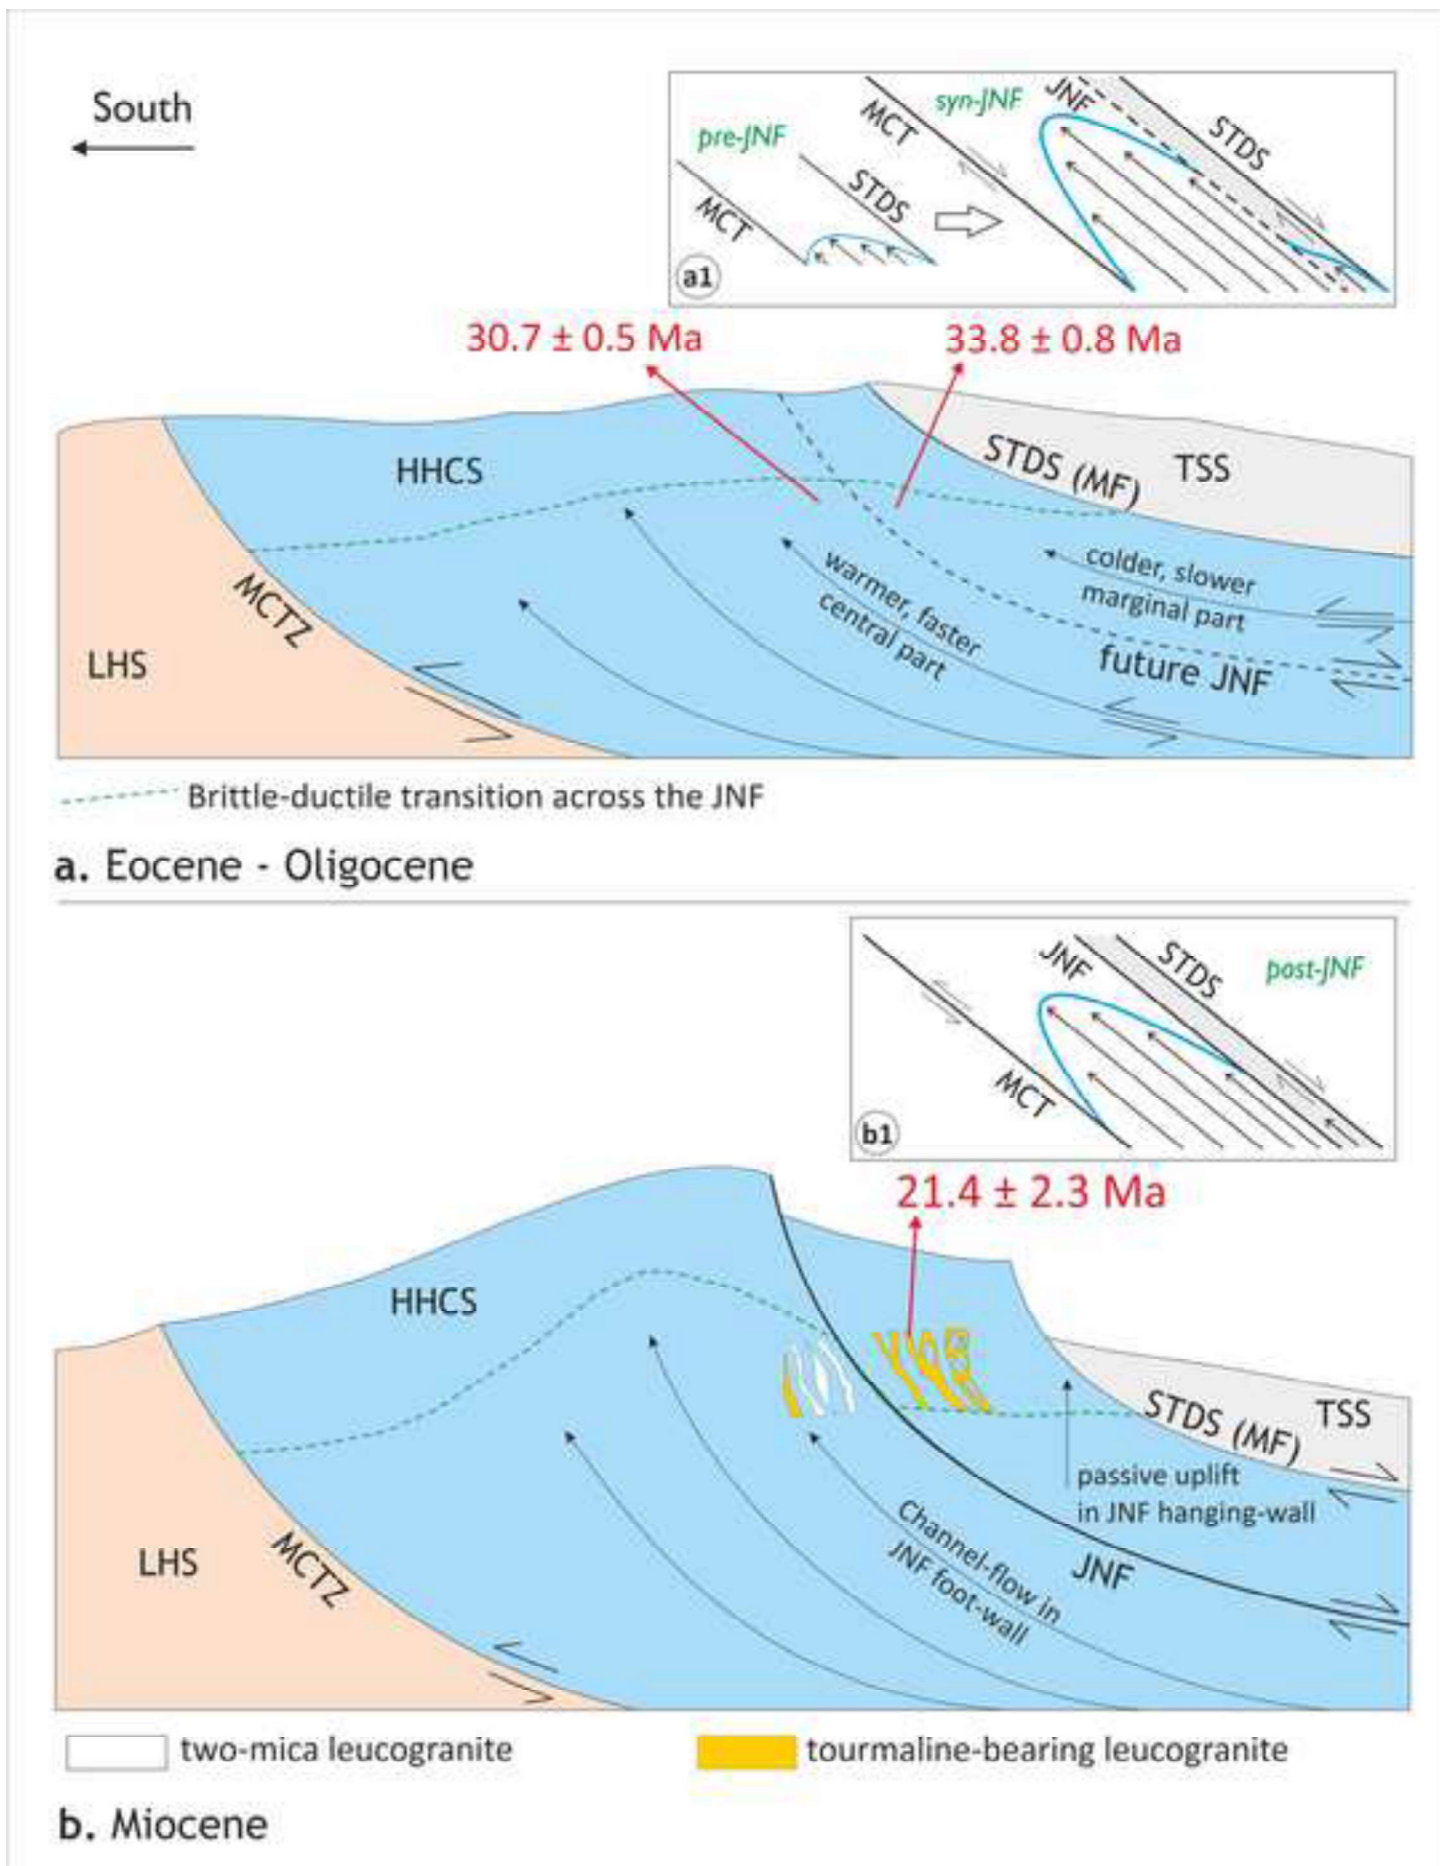 South
pre-JNF
syn-JNF
JNF
STDS
MCT
STDS
MCT
a1
30.7 ± 0.5 Ma
33.8 ± 0.8 Ma
HHCS
STDS (MF)
TSS
MCTZ
LHS
warmer, faster
central part
colder, slower
marginal part
future JNF
Brittle-ductile transition across the JNF
a. Eocene - Oligocene
JNF
STDS
post-JNF
MCT
b1
21.4 ± 2.3 Ma
HHCS
STDS (MF)
TSS
passive uplift
in JNF hanging-wall
Channel-flow in
JNF foot-wall
JNF
LHS
MCTZ
two-mica leucogranite
tourmaline-bearing leucogranite
b. Miocene